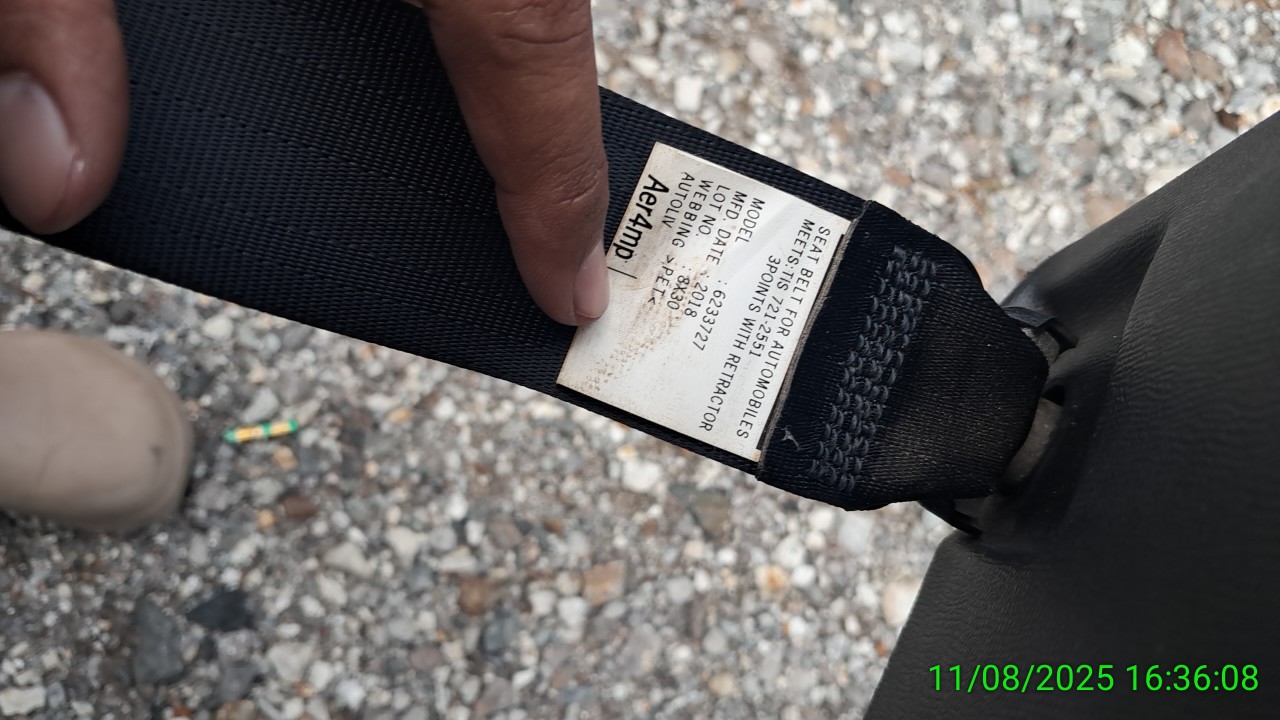 SEAT BELT FOR AUTOMOBILES
MEETS:TIS 721-2551
3POINTS WITH RETRACTOR
MODEL : 6233727
MFD. DATE : 2018
LOT NO : 8X30
WEBBING >PET<
AUTOLIV
Aer4mp
11/08/2025 16:36:08